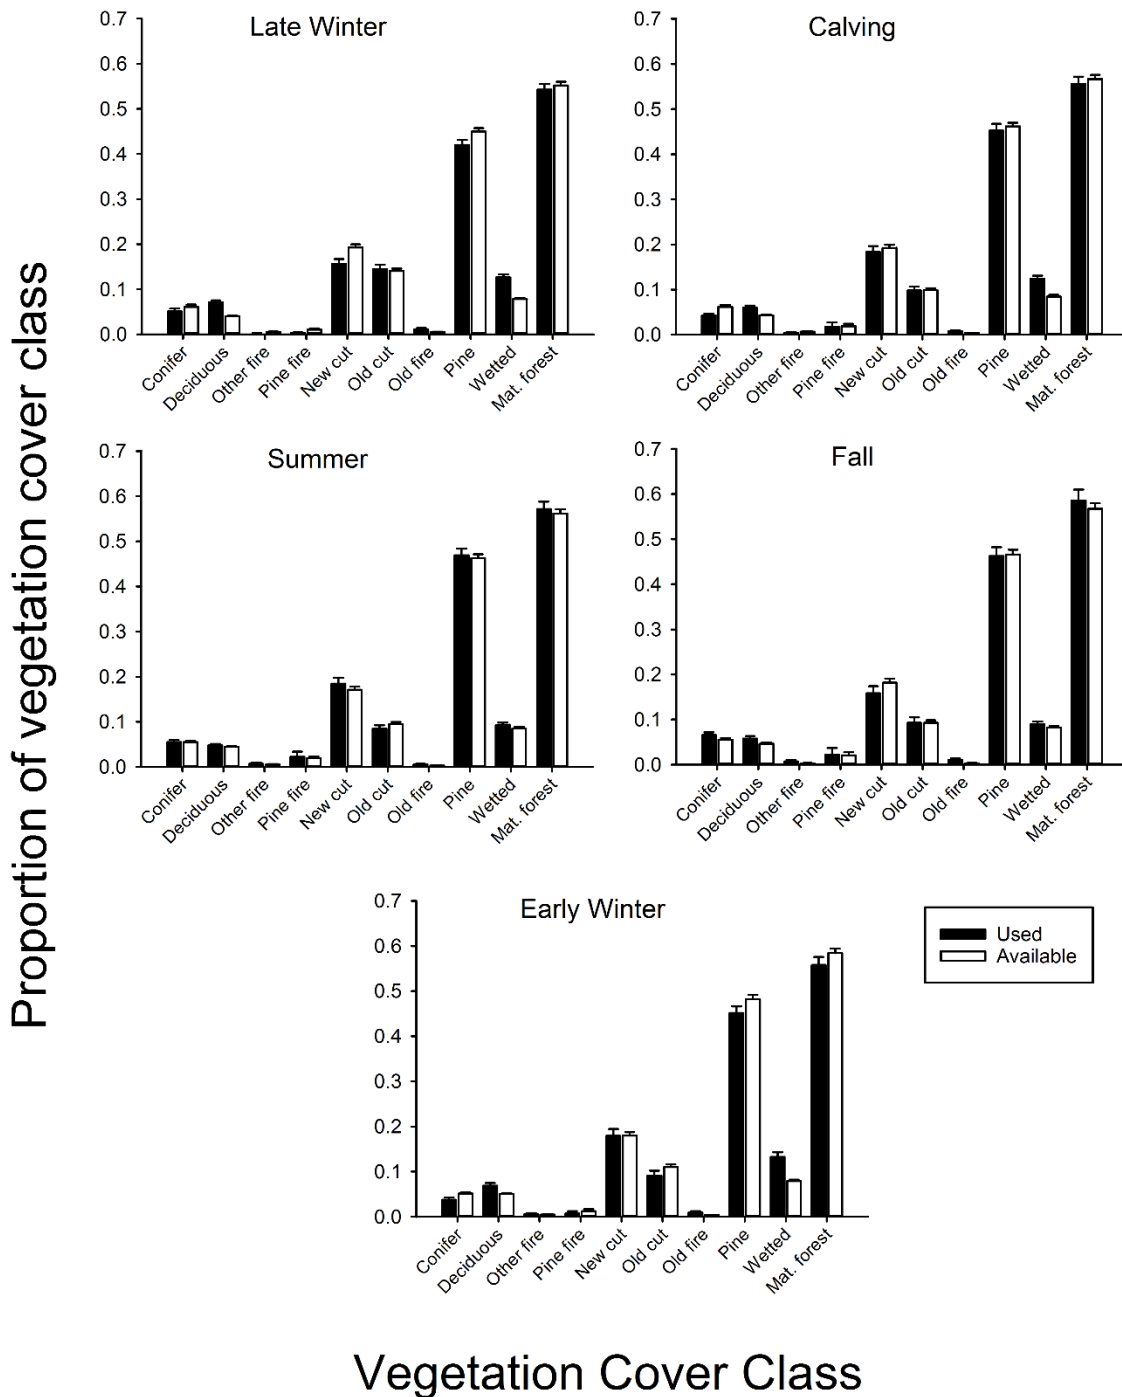 Proportion of vegetation cover class
Late Winter
0.7
0.6
0.5
0.4
0.3
0.2
0.1
0.0
Conifer
Deciduous
Other fire
Pine fire
New cut
Old cut
Old fire
Pine
Wetted
Mat. forest
Calving
0.7
0.6
0.5
0.4
0.3
0.2
0.1
0.0
Conifer
Deciduous
Other fire
Pine fire
New cut
Old cut
Old fire
Pine
Wetted
Mat. forest
Summer
0.7
0.6
0.5
0.4
0.3
0.2
0.1
0.0
Conifer
Deciduous
Other fire
Pine fire
New cut
Old cut
Old fire
Pine
Wetted
Mat. forest
Fall
0.7
0.6
0.5
0.4
0.3
0.2
0.1
0.0
Conifer
Deciduous
Other fire
Pine fire
New cut
Old cut
Old fire
Pine
Wetted
Mat. forest
Early Winter
0.7
0.6
0.5
0.4
0.3
0.2
0.1
0.0
Conifer
Deciduous
Other fire
Pine fire
New cut
Old cut
Old fire
Pine
Wetted
Mat. forest
Used
Available
Vegetation Cover Class